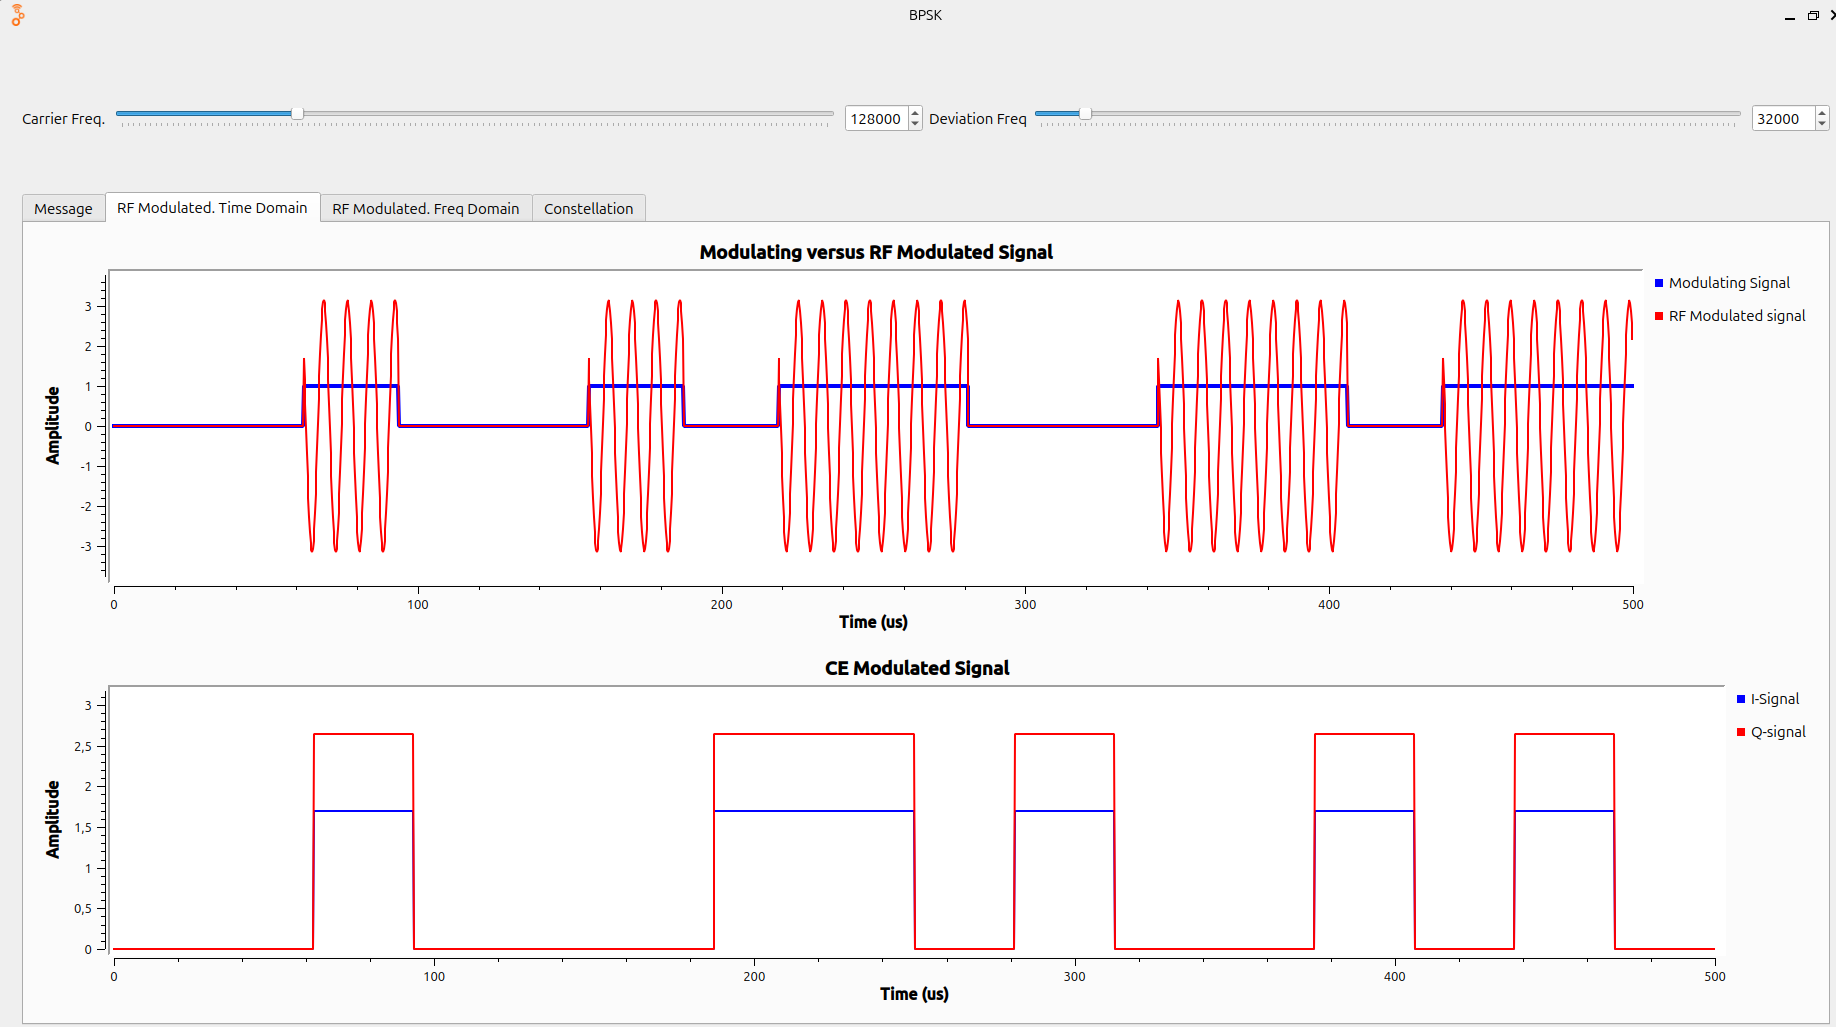 BPSK
Carrier Freq. 128000 Deviation Freq 32000
Message RF Modulated. Time Domain RF Modulated. Freq Domain Constellation
Modulating versus RF Modulated Signal
Modulating Signal
RF Modulated signal
Amplitude
3
2
1
0
-1
-2
-3
0 100 200 300 400 500
Time (us)
CE Modulated Signal
I-Signal
Q-signal
Amplitude
3
2,5
2
1,5
1
0,5
0
0 100 200 300 400 500
Time (us)